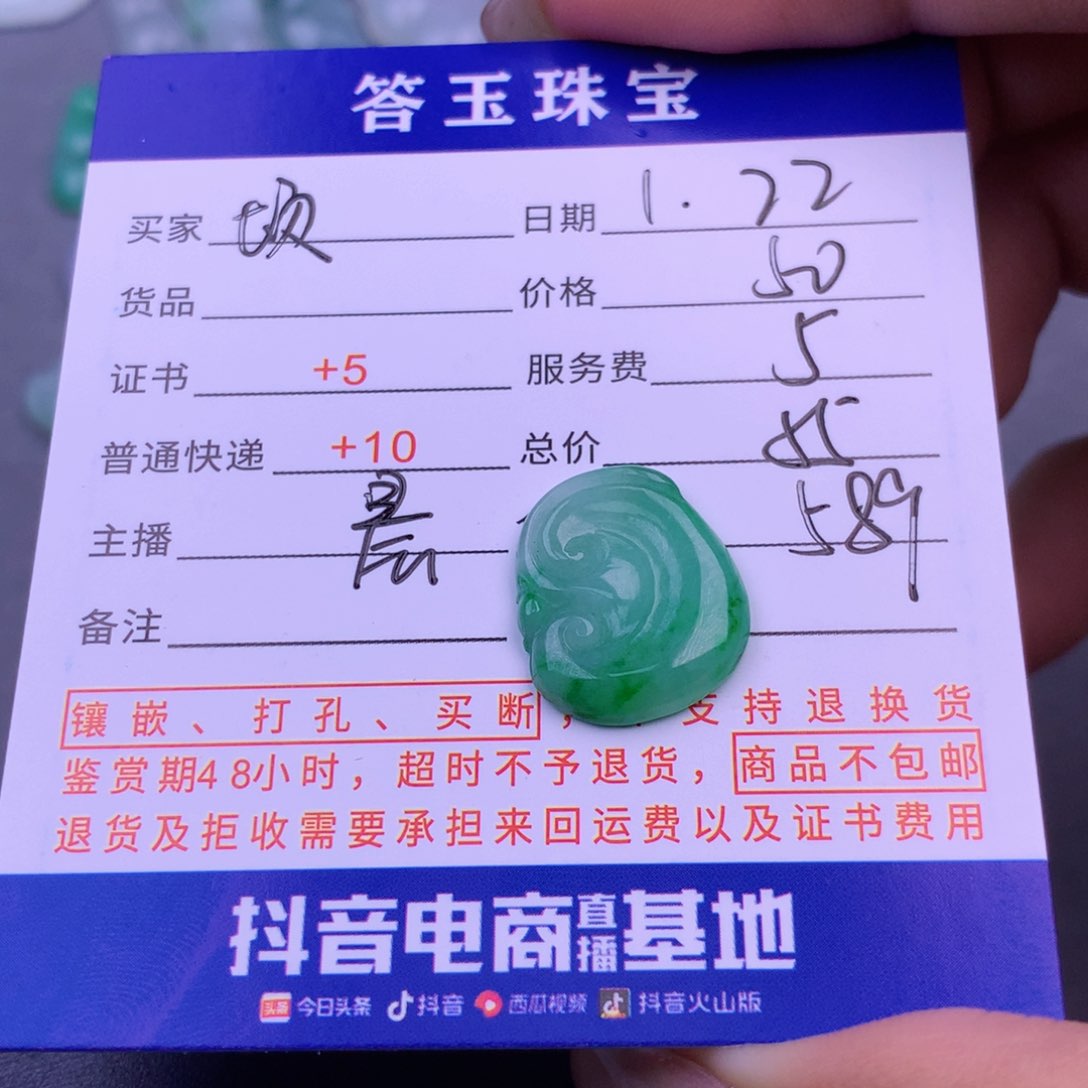 答玉珠宝
买家 日期 1.22
货品 价格 50
证书 +5 服务费 5
普通快递 +10 总价
主播 晨 589
备注
镶嵌、打孔、买断, 支持退换货
鉴赏期48小时，超时不予退货，商品不包邮
退货及拒收需要承担来回运费以及证书费用
抖音电商直播基地
头条 今日头条 抖音 西瓜视频 抖音火山版